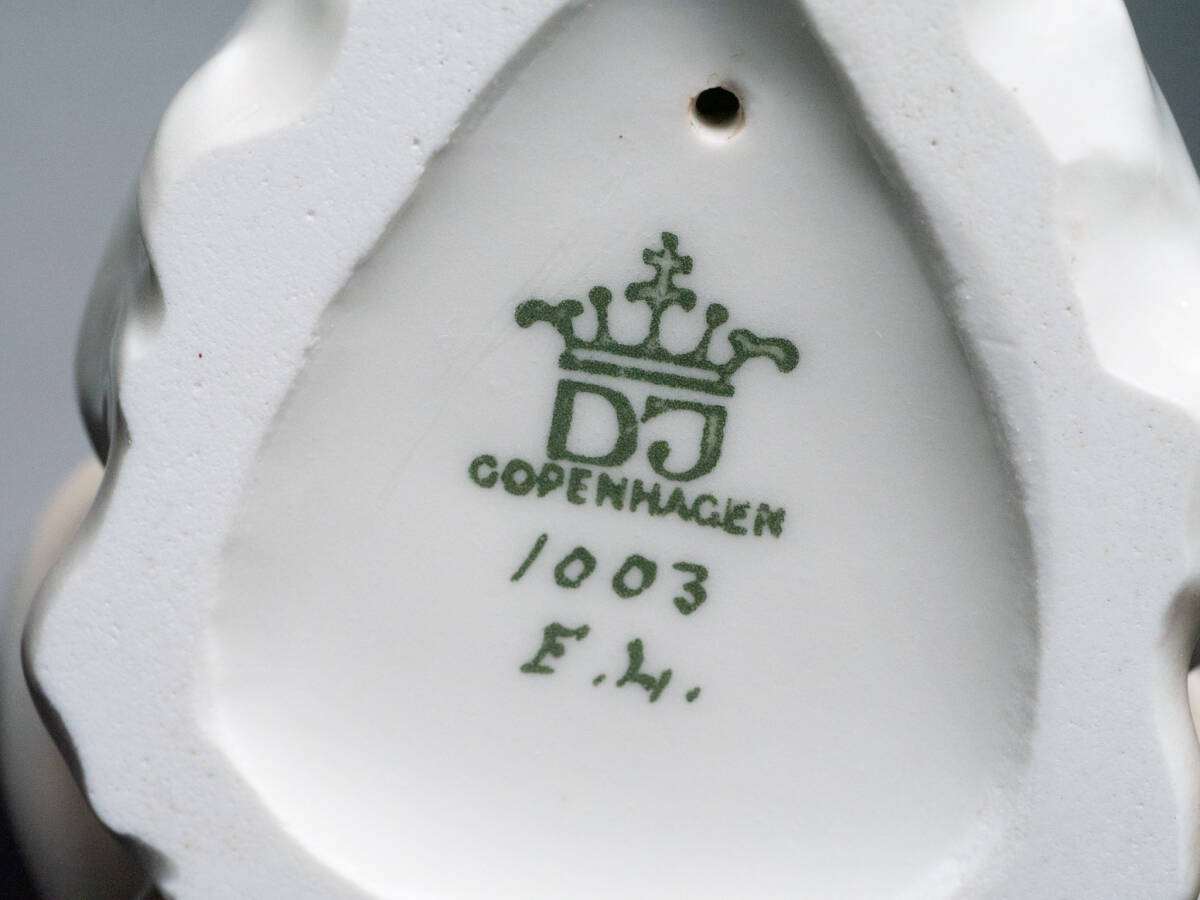 DJ
COPENHAGEN
1003
E.L.